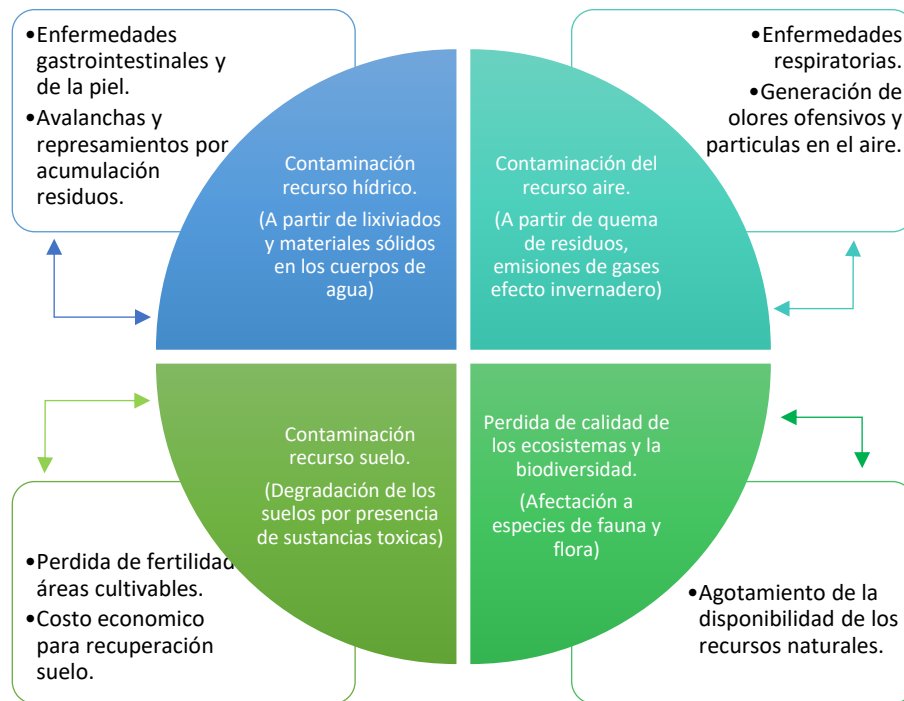 •Enfermedades
gastrointestinales y
de la piel.
•Avalanchas y
represamientos por
acumulación
residuos.
•Enfermedades
respiratorias.
•Generación de
olores ofensivos y
particulas en el aire.
Contaminación
recurso hídrico.
(A partir de lixiviados
y materiales sólidos
en los cuerpos de
agua)
Contaminación del
recurso aire.
(A partir de quema
de residuos,
emisiones de gases
efecto invernadero)
Contaminación
recurso suelo.
(Degradación de los
suelos por presencia
de sustancias toxicas)
Perdida de calidad de
los ecosistemas y la
biodiversidad.
(Afectación a
especies de fauna y
flora)
•Perdida de fertilidad
áreas cultivables.
•Costo economico
para recuperación
suelo.
•Agotamiento de la
disponibilidad de los
recursos naturales.